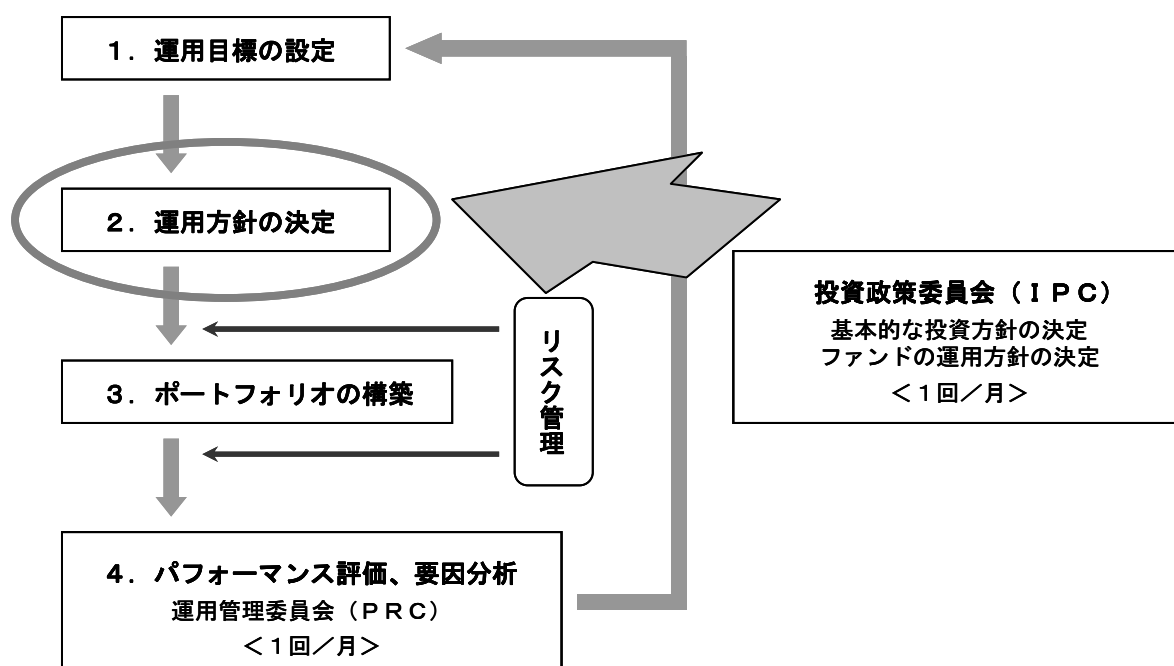 １．運用目標の設定
２．運用方針の決定
投資政策委員会（ＩＰＣ）
基本的な投資方針の決定
ファンドの運用方針の決定
＜１回／月＞
リスク管理
３．ポートフォリオの構築
４．パフォーマンス評価、要因分析
運用管理委員会（ＰＲＣ）
＜１回／月＞